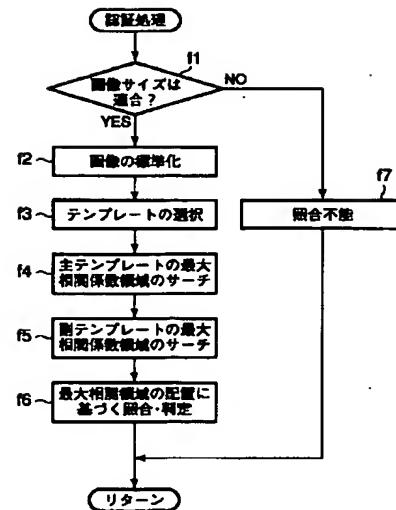 認証処理
f1
画像サイズは
適合?
NO
YES
f2
画像の標準化
f7
照合不能
f3
テンプレートの選択
f4
主テンプレートの最大
相関係数領域のサーチ
f5
副テンプレートの最大
相関係数領域のサーチ
f6
最大相関領域の配置に
基づく照合・判定
リターン